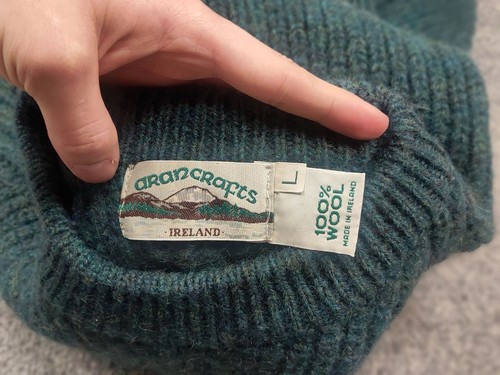 aran crafts
·IRELAND·
L
100%
WOOL
MADE IN IRELAND